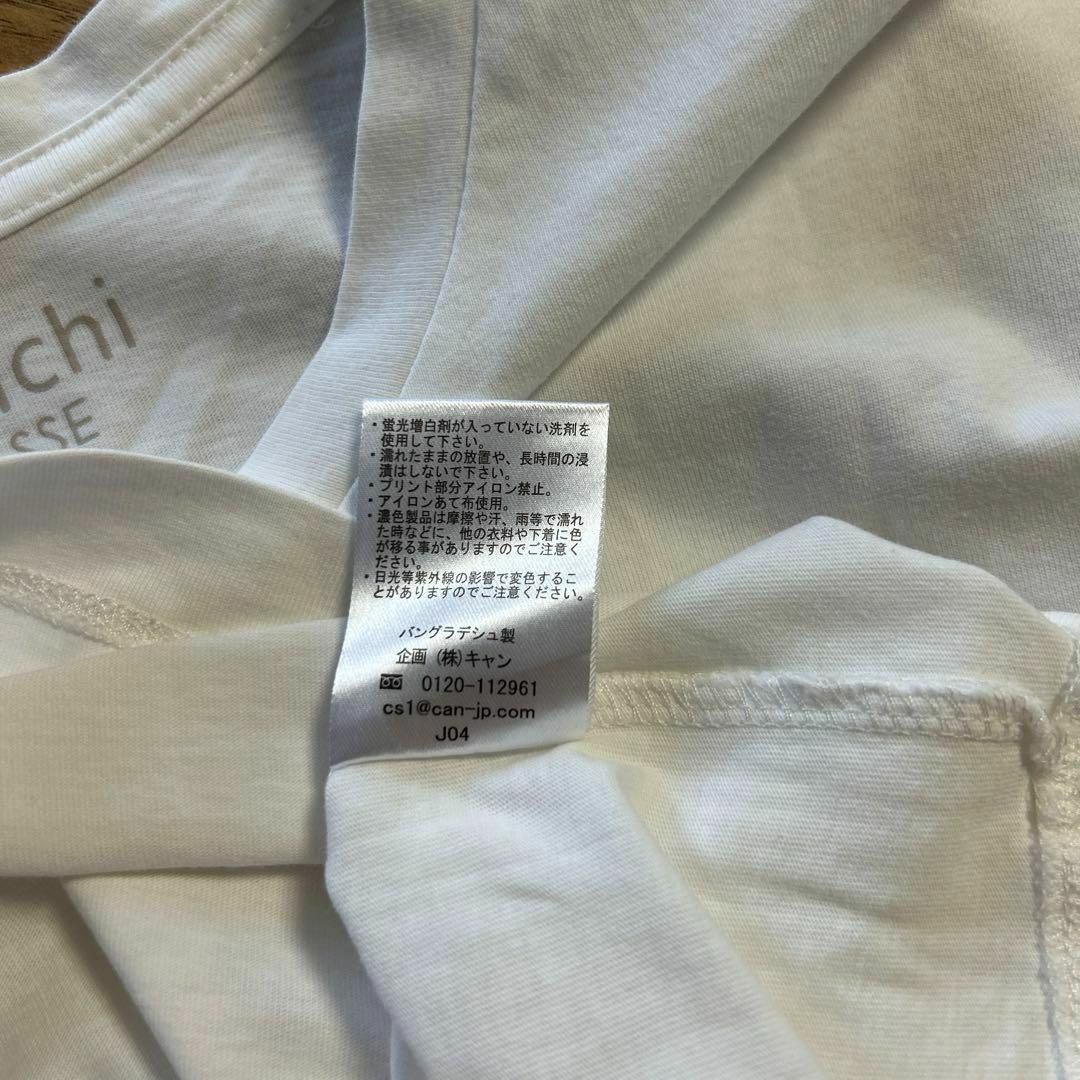 ichi
SSE
・蛍光増白剤が入っていない洗剤を
使用して下さい。
・濡れたままの放置や、長時間の浸
漬はしないで下さい。
・プリント部分アイロン禁止。
・アイロンあて布使用。
・濃色製品は摩擦や汗、雨等で濡れ
た時などに、他の衣料や下着に色
が移る事がありますのでご注意く
ださい。
・日光等紫外線の影響で変色するこ
とがありますのでご注意ください。
バングラデシュ製
企画（株）キャン
0120-112961
cs1@can-jp.com
J04